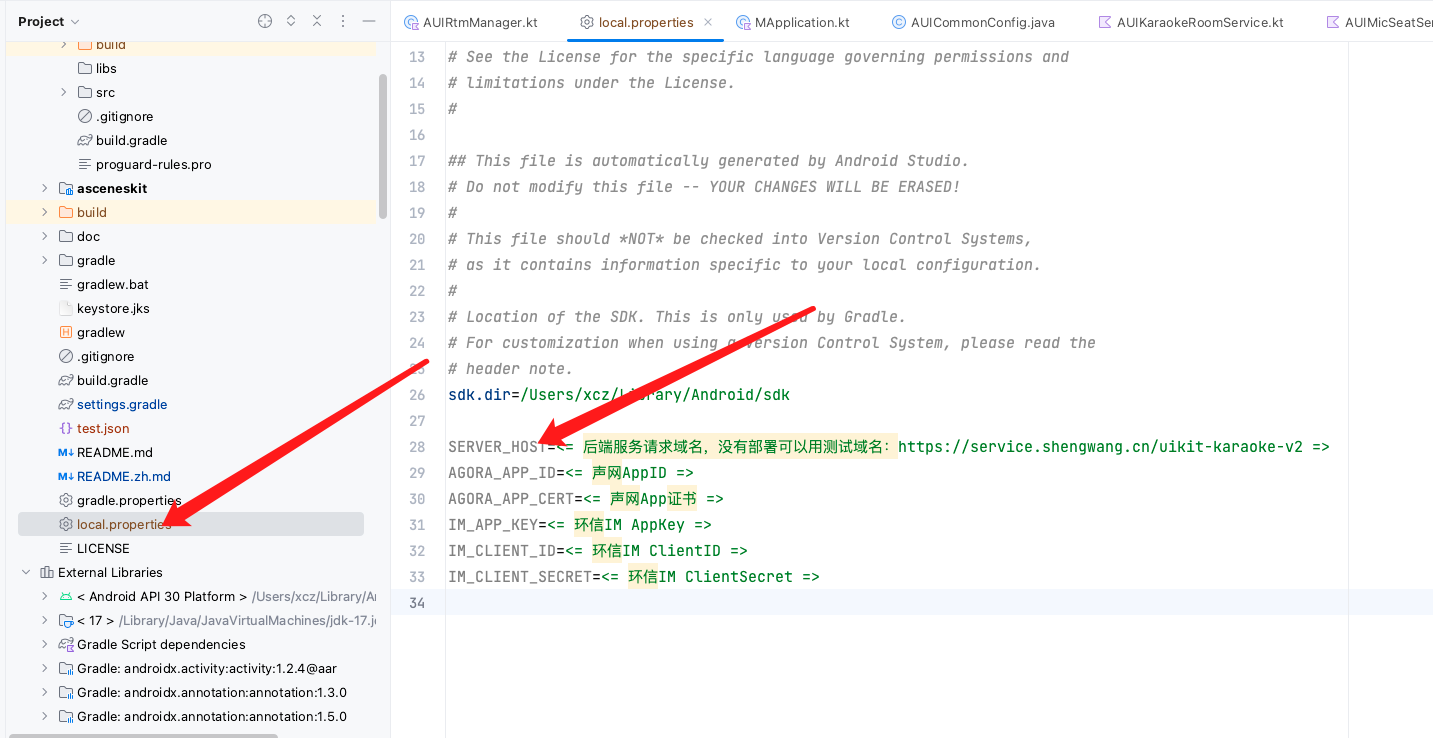 Project
build
libs
src
.gitignore
build.gradle
proguard-rules.pro
asceneskit
build
doc
gradle
gradlew.bat
keystore.jks
gradlew
.gitignore
build.gradle
settings.gradle
test.json
README.md
README.zh.md
gradle.properties
local.properties
LICENSE
External Libraries
< Android API 30 Platform > /Users/xcz/Library/
< 17 > /Library/Java/JavaVirtualMachines/jdk-17.
Gradle Script dependencies
Gradle: androidx.activity:activity:1.2.4@aar
Gradle: androidx.annotation:annotation:1.3.0
Gradle: androidx.annotation:annotation:1.5.0
AUIRtmManager.kt local.properties MApplication.kt AUICommonConfig.java AUIKaraokeRoomService.kt AUIMicSeatSer
13 # See the License for the specific language governing permissions and
14 # limitations under the License.
15 #
16
17 ## This file is automatically generated by Android Studio.
18 # Do not modify this file -- YOUR CHANGES WILL BE ERASED!
19 #
20 # This file should *NOT* be checked into Version Control Systems,
21 # as it contains information specific to your local configuration.
22 #
23 # Location of the SDK. This is only used by Gradle.
24 # For customization when using a Version Control System, please read the
25 # header note.
26 sdk.dir=/Users/xcz/Library/Android/sdk
27
28 SERVER_HOST=<= 后端服务请求域名，没有部署可以用测试域名：https://service.shengwang.cn/uikit-karaoke-v2 =>
29 AGORA_APP_ID=<= 声网AppID =>
30 AGORA_APP_CERT=<= 声网App证书 =>
31 IM_APP_KEY=<= 环信IM AppKey =>
32 IM_CLIENT_ID=<= 环信IM ClientID =>
33 IM_CLIENT_SECRET=<= 环信IM ClientSecret =>
34